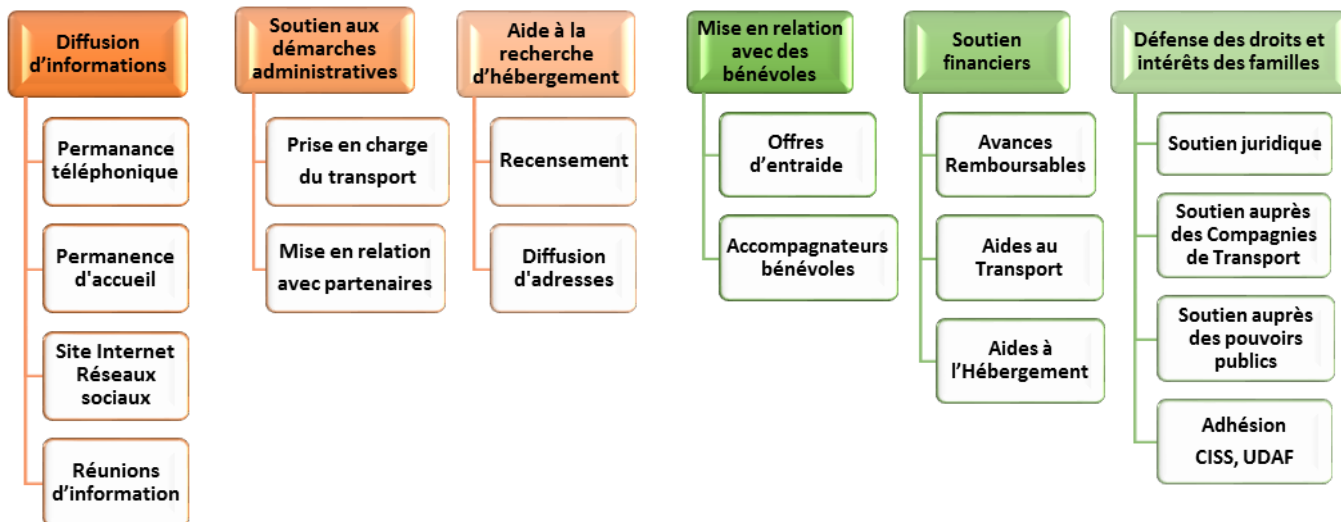 Diffusion
d’informations
Permanance
téléphonique
Permanence
d'accueil
Site Internet
Réseaux
sociaux
Réunions
d’information
Soutien aux
démarches
administratives
Prise en charge
du transport
Mise en relation
avec partenaires
Aide à la
recherche
d’hébergement
Recensement
Diffusion
d'adresses
Mise en relation
avec des
bénévoles
Offres
d’entraide
Accompagnateurs
bénévoles
Soutien
financiers
Avances
Remboursables
Aides au
Transport
Aides à
l’Hébergement
Défense des droits et
intérêts des familles
Soutien juridique
Soutien auprès
des Compagnies
de Transport
Soutien auprès
des pouvoirs
publics
Adhésion
CISS, UDAF